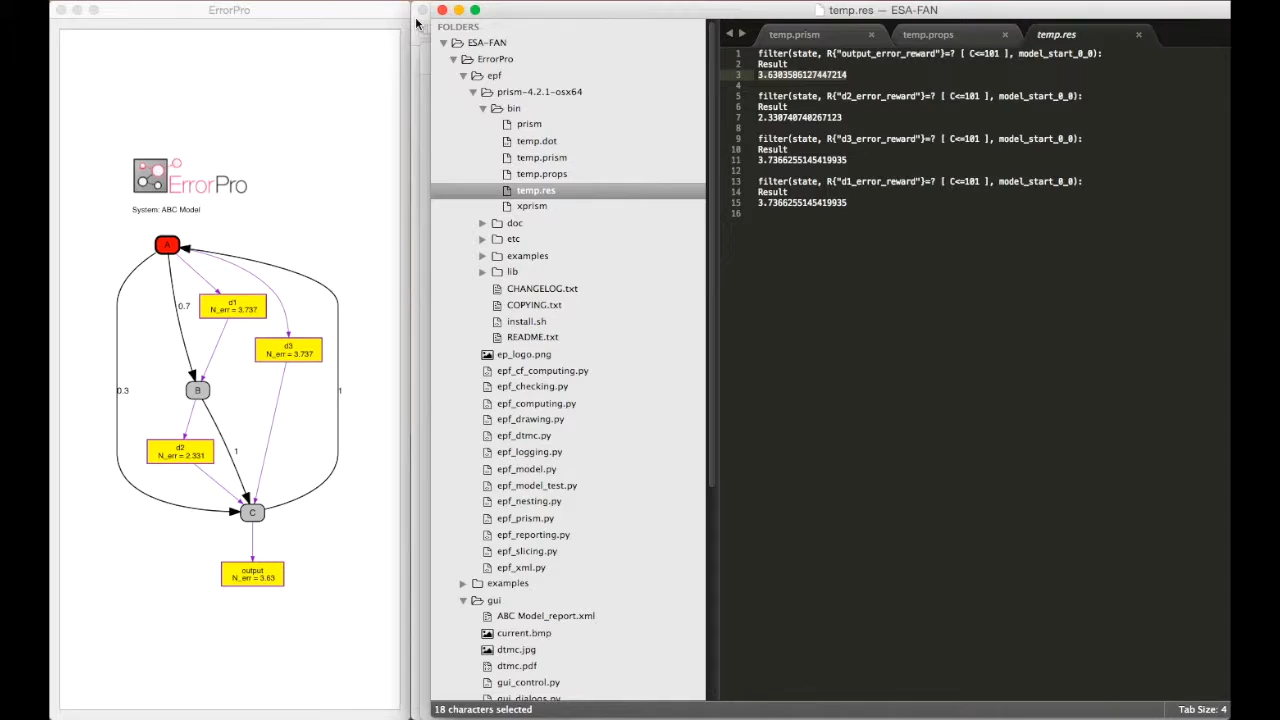 ErrorPro
ErrorPro
System: ABC Model
A
0.7
d1
N_err = 3.737
d3
N_err = 3.737
0.3
B
1
d2
N_err = 2.331
1
C
output
N_err = 3.63
temp.res — ESA-FAN
FOLDERS
ESA-FAN
ErrorPro
epf
prism-4.2.1-osx64
bin
prism
temp.dot
temp.prism
temp.props
temp.res
xprism
doc
etc
examples
lib
CHANGELOG.txt
COPYING.txt
install.sh
README.txt
ep_logo.png
epf_cf_computing.py
epf_checking.py
epf_computing.py
epf_drawing.py
epf_dtmc.py
epf_logging.py
epf_model.py
epf_model_test.py
epf_nesting.py
epf_prism.py
epf_reporting.py
epf_slicing.py
epf_xml.py
examples
gui
ABC Model_report.xml
current.bmp
dtmc.jpg
dtmc.pdf
gui_control.py
gui_dialogs.py
temp.prism
temp.props
temp.res
1 filter(state, R{"output_error_reward"}=? [ C<=101 ], model_start_0_0):
2 Result
3 3.6303586127447214
4
5 filter(state, R{"d2_error_reward"}=? [ C<=101 ], model_start_0_0):
6 Result
7 2.330740740267123
8
9 filter(state, R{"d3_error_reward"}=? [ C<=101 ], model_start_0_0):
10 Result
11 3.7366255145419935
12
13 filter(state, R{"d1_error_reward"}=? [ C<=101 ], model_start_0_0):
14 Result
15 3.7366255145419935
16
18 characters selected
Tab Size: 4